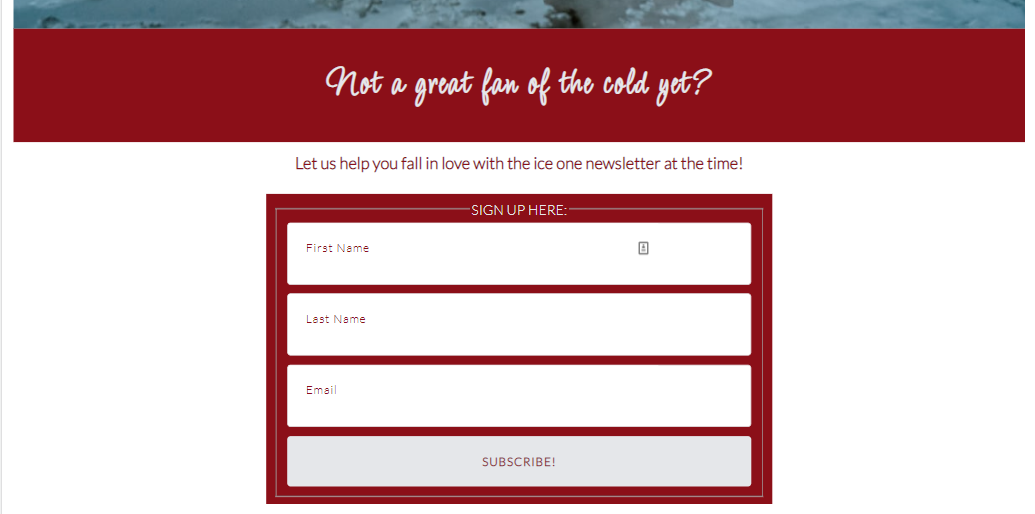 Not a great fan of the cold yet?
Let us help you fall in love with the ice one newsletter at the time!
SIGN UP HERE:
First Name
Last Name
Email
SUBSCRIBE!